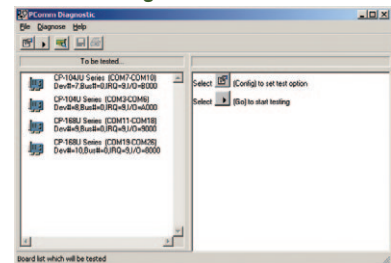 PComm Diagnostic
File Diagnose Help
To be tested...
CP-104JU Series (COM7-COM10)
Dev#=7,Bus#=0,IRQ=9,I/O=B000
CP-104U Series (COM3-COM6)
Dev#=8,Bus#=0,IRQ=9,I/O=A000
CP-168U Series (COM11-COM18)
Dev#=9,Bus#=0,IRQ=9,I/O=9000
CP-168U Series (COM19-COM26)
Dev#=10,Bus#=0,IRQ=9,I/O=8000
Select (Config) to set test option
Select (Go) to start testing
Board list which will be tested